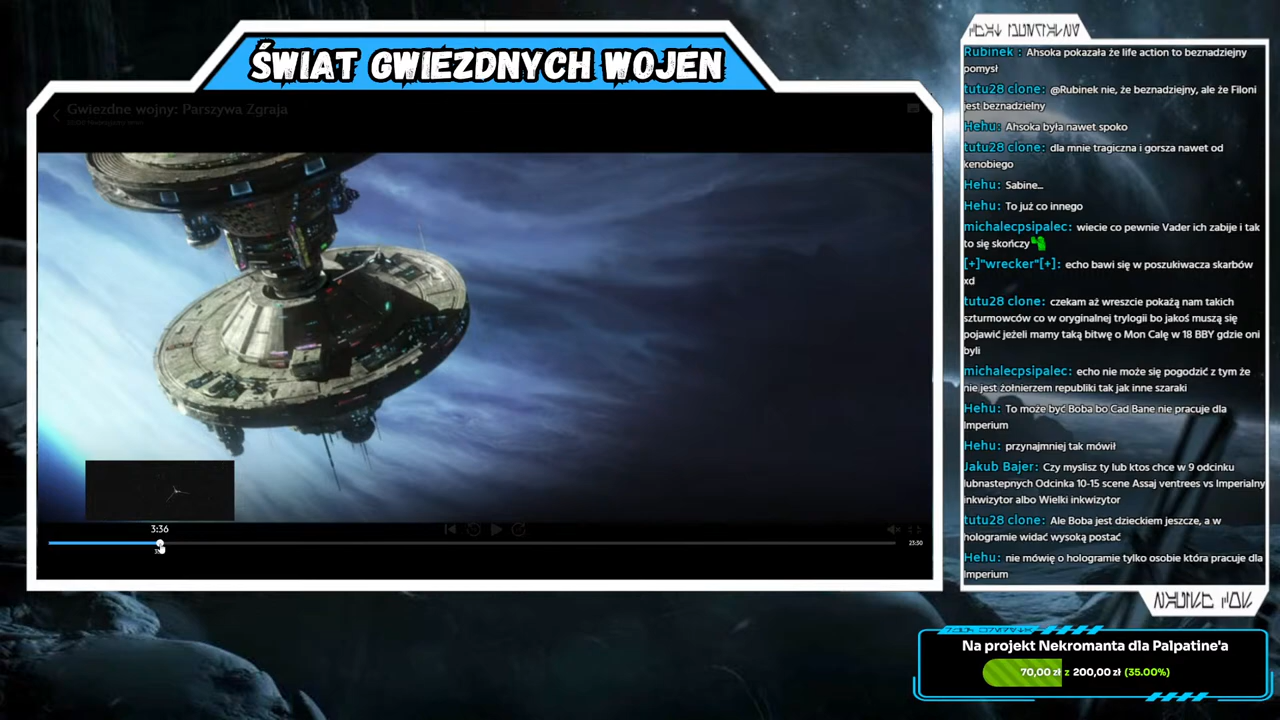 ŚWIAT GWIEZDNYCH WOJEN
Gwiezdne wojny: Parszywa Zgraja
3:36
23:50
Rubinek : Ahsoka pokazała że life action to beznadziejny
pomysł
tutu28 clone: @Rubinek nie, że beznadziejny, ale że Filoni
jest beznadzielny
Hehu: Ahsoka była nawet spoko
tutu28 clone: dla mnie tragiczna i gorsza nawet od
kenobiego
Hehu: Sabine...
Hehu: To już co innego
michalecpsipalec: wiecie co pewnie Vader ich zabije i tak
to się skończy
[+]"wrecker"[+]: echo bawi się w poszukiwacza skarbów
xd
tutu28 clone: czekam aż wreszcie pokażą nam takich
szturmowców co w oryginalnej trylogii bo jakoś muszą się
pojawić jeżeli mamy taką bitwę o Mon Calę w 18 BBY gdzie oni
byli
michalecpsipalec: echo nie może się pogodzić z tym że
nie jest żołnierzem republiki tak jak inne szaraki
Hehu: To może być Boba bo Cad Bane nie pracuje dla
Imperium
Hehu: przynajmniej tak mówił
Jakub Bajer: Czy myslisz ty lub ktos chce w 9 odcinku
lubnastepnych Odcinka 10-15 scene Assaj ventrees vs Imperialny
inkwizytor albo Wielki inkwizytor
tutu28 clone: Ale Boba jest dzieckiem jeszcze, a w
hologramie widać wysoką postać
Hehu: nie mówię o hologramie tylko osobie która pracuje dla
Imperium
Na projekt Nekromanta dla Palpatine'a
70,00 zł z 200,00 zł (35.00%)